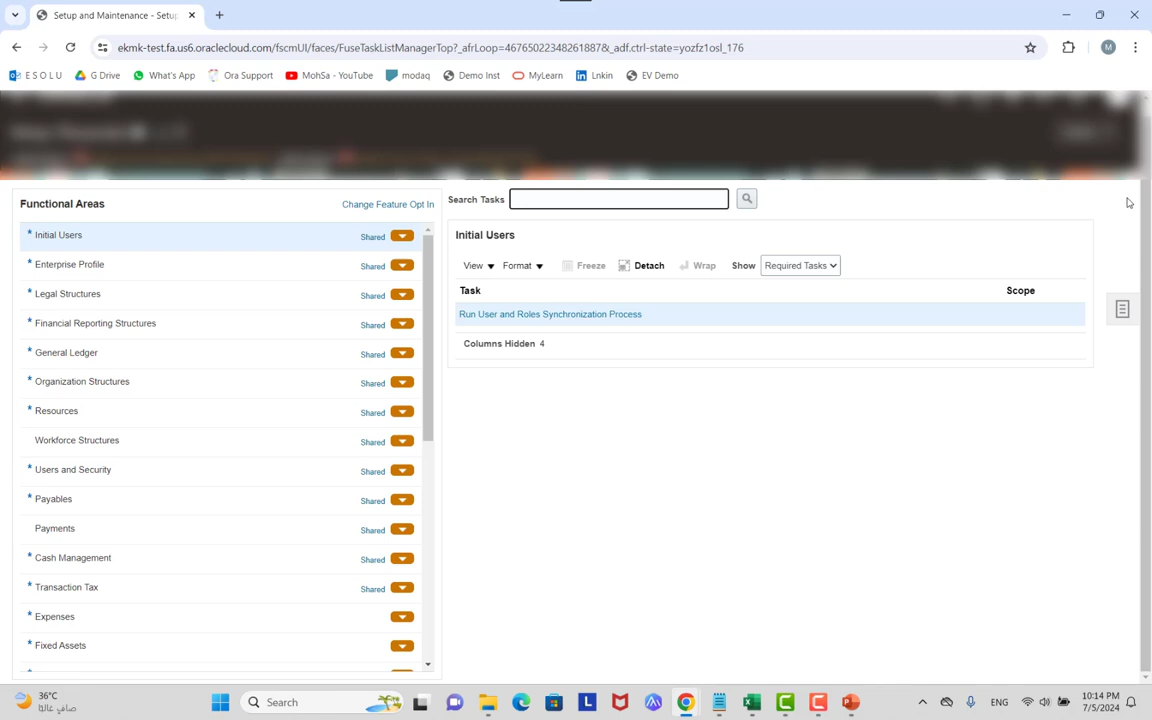 Setup and Maintenance - Setup
ekmk-test.fa.us6.oraclecloud.com/fscmUI/faces/FuseTaskListManagerTop?_afrLoop=46765022348261887&_adf.ctrl-state=yozfz1osl_176
M
E S O L U
G Drive
What's App
Ora Support
MohSa - YouTube
modaq
Demo Inst
MyLearn
Lnkin
EV Demo
Functional Areas
Change Feature Opt In
Search Tasks
* Initial Users Shared
* Enterprise Profile Shared
* Legal Structures Shared
* Financial Reporting Structures Shared
* General Ledger Shared
* Organization Structures Shared
* Resources Shared
Workforce Structures Shared
* Users and Security Shared
* Payables Shared
Payments Shared
* Cash Management Shared
* Transaction Tax Shared
* Expenses
* Fixed Assets
Initial Users
View Format Freeze Detach Wrap Show Required Tasks
Task Scope
Run User and Roles Synchronization Process
Columns Hidden 4
36°C
صافٍ غالبًا
Search
ENG
10:14 PM
7/5/2024